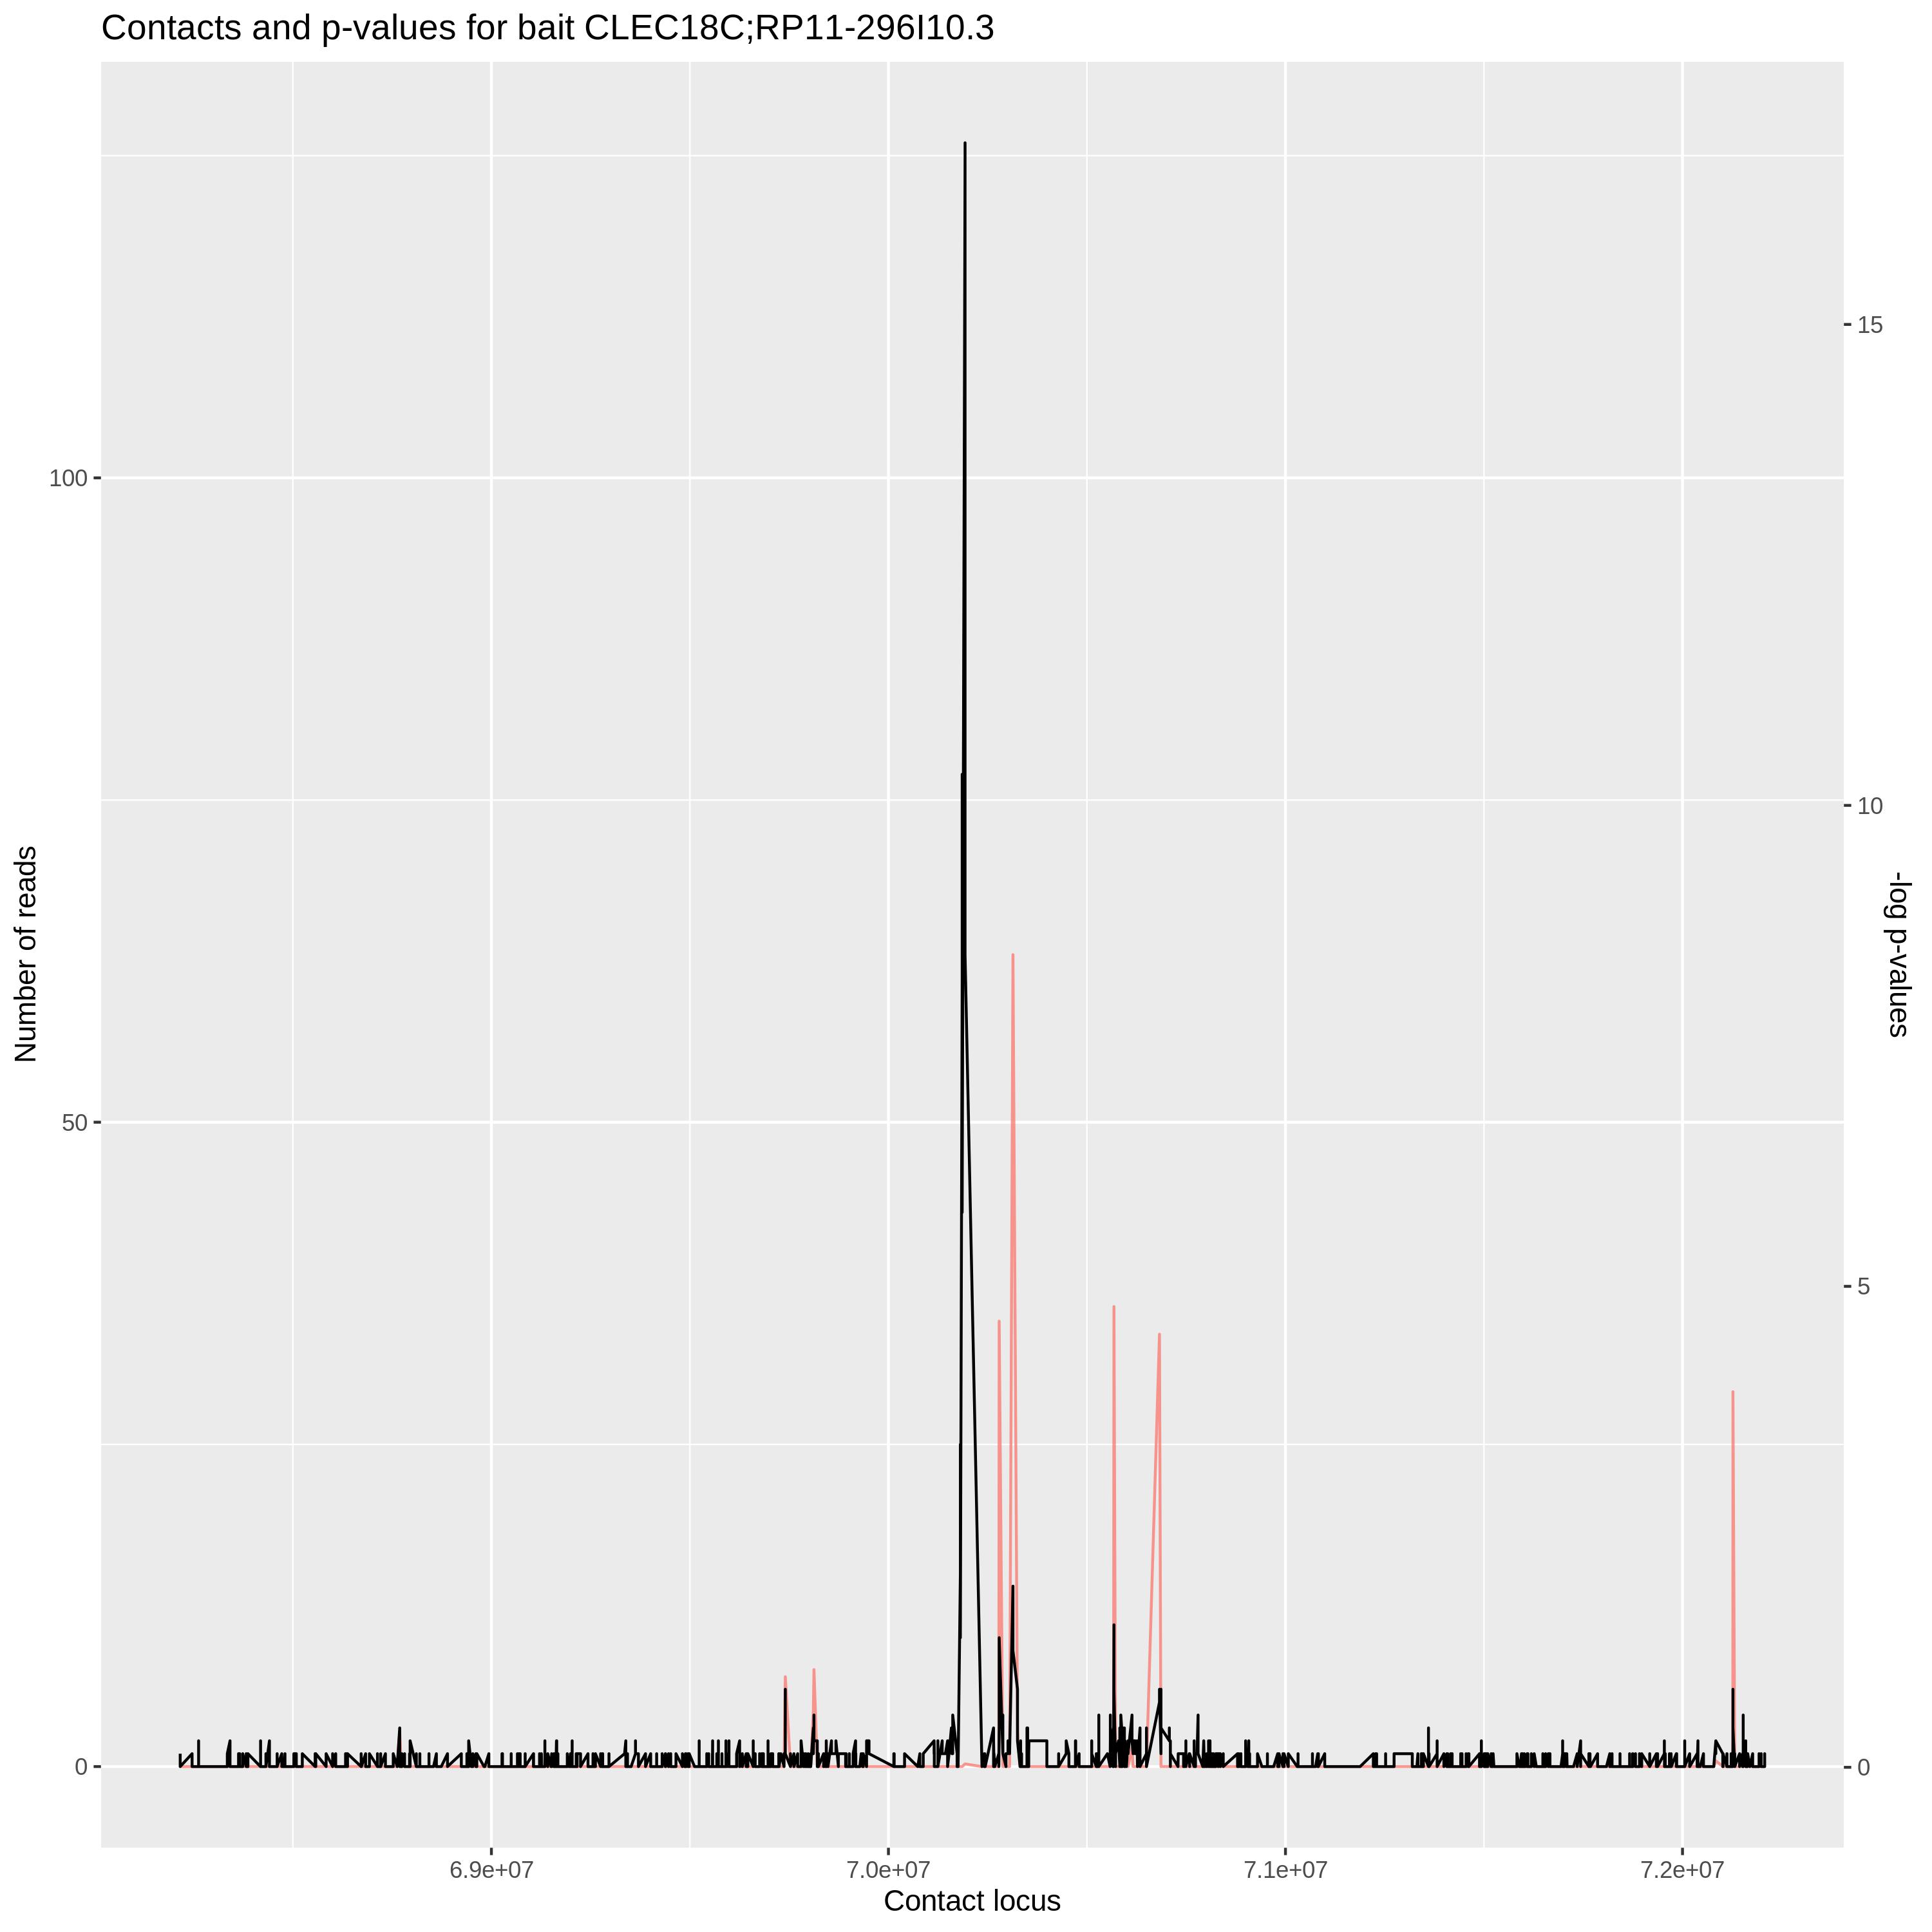 Contacts and p-values for bait CLEC18C;RP11-296I10.3
Number of reads
100
50
0
15
10
5
0
-log p-values
6.9e+07 7.0e+07 7.1e+07 7.2e+07
Contact locus